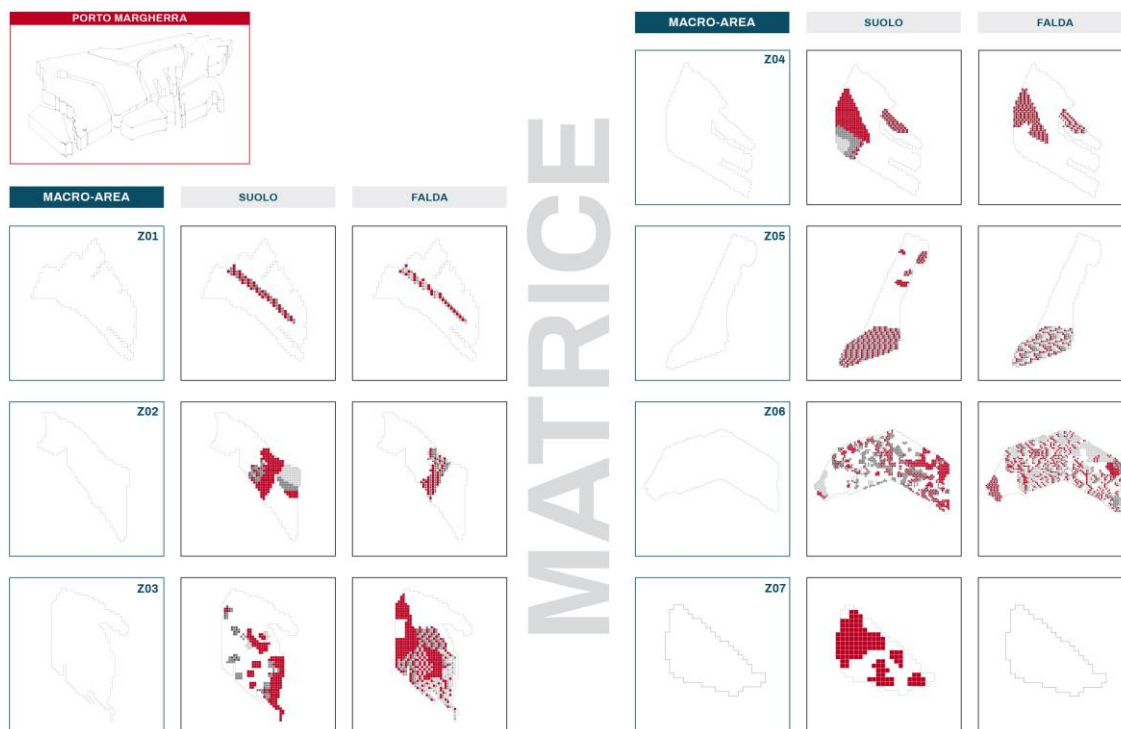 PORTO MARGHERRA
MACRO-AREA
SUOLO
FALDA
Z01
Z02
Z03
MATRICE
MACRO-AREA
SUOLO
FALDA
Z04
Z05
Z06
Z07